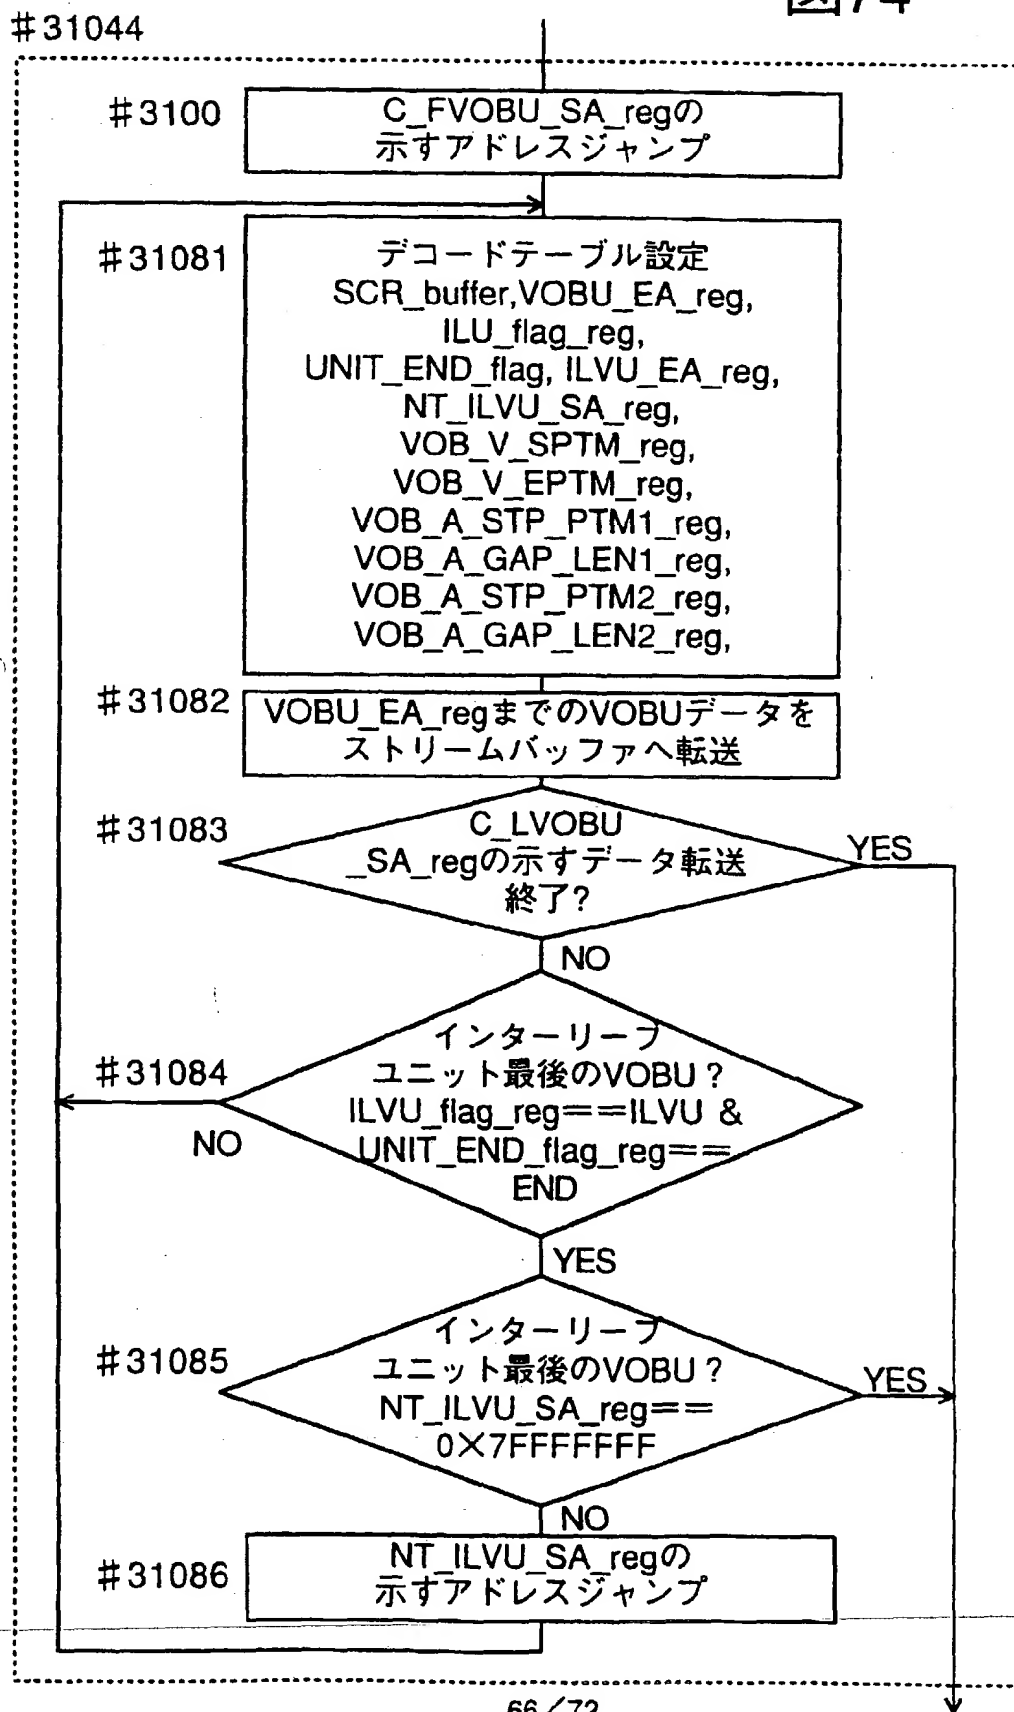 図74
#31044
#3100
C_FVOBU_SA_regの
示すアドレスジャンプ
#31081
デコードテーブル設定
SCR_buffer,VOBU_EA_reg,
ILU_flag_reg,
UNIT_END_flag, ILVU_EA_reg,
NT_ILVU_SA_reg,
VOB_V_SPTM_reg,
VOB_V_EPTM_reg,
VOB_A_STP_PTM1_reg,
VOB_A_GAP_LEN1_reg,
VOB_A_STP_PTM2_reg,
VOB_A_GAP_LEN2_reg,
#31082
VOBU_EA_regまでのVOBUデータを
ストリームバッファへ転送
#31083
C_LVOBU
_SA_regの示すデータ転送
終了?
YES
NO
#31084
インターリーブ
ユニット最後のVOBU?
ILVU_flag_reg==ILVU &
UNIT_END_flag_reg==
END
NO
YES
#31085
インターリーブ
ユニット最後のVOBU?
NT_ILVU_SA_reg==
0×7FFFFFFF
YES
NO
#31086
NT_ILVU_SA_regの
示すアドレスジャンプ
66/72